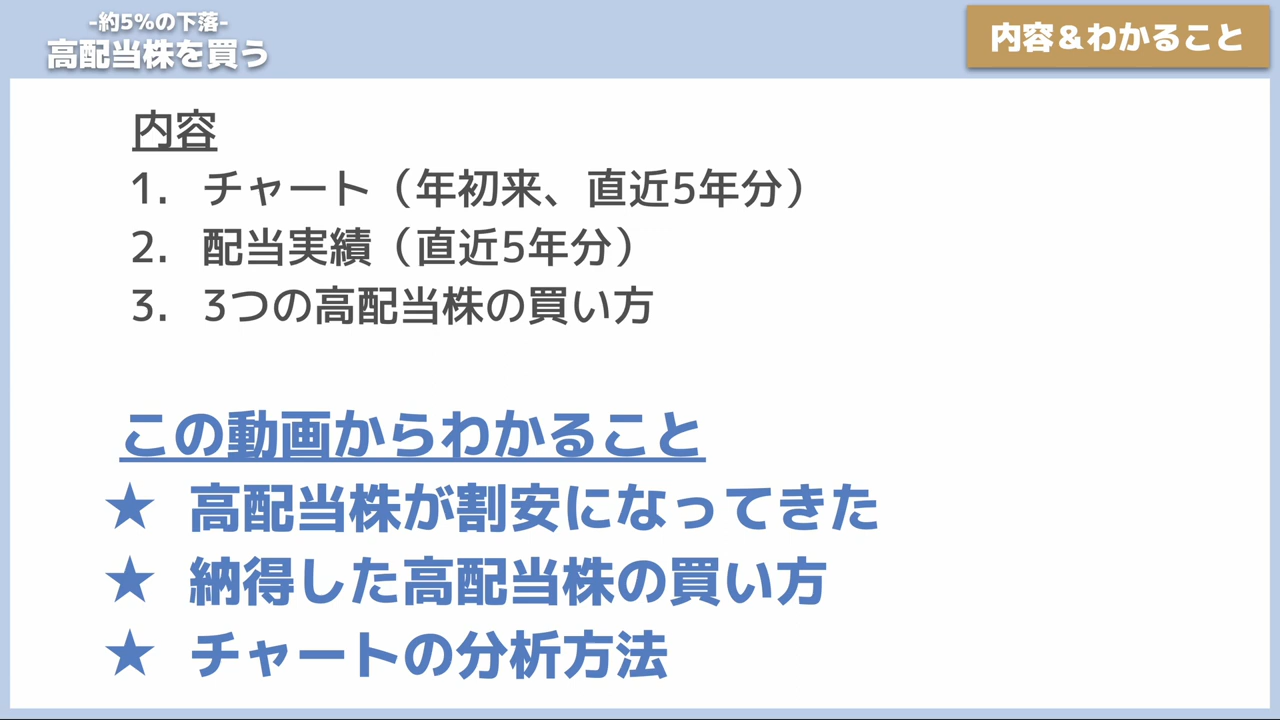 -約5%の下落-
高配当株を買う
内容＆わかること
内容
1. チャート（年初来、直近5年分）
2. 配当実績（直近5年分）
3. 3つの高配当株の買い方
この動画からわかること
★ 高配当株が割安になってきた
★ 納得した高配当株の買い方
★ チャートの分析方法